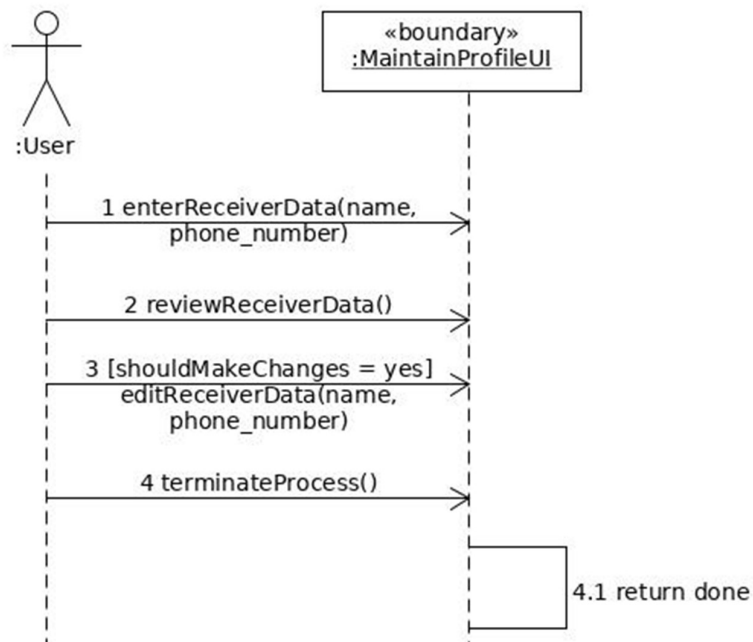 «boundary»
:MaintainProfileUI
:User
1 enterReceiverData(name,
phone_number)
2 reviewReceiverData()
3 [shouldMakeChanges = yes]
editReceiverData(name,
phone_number)
4 terminateProcess()
4.1 return done